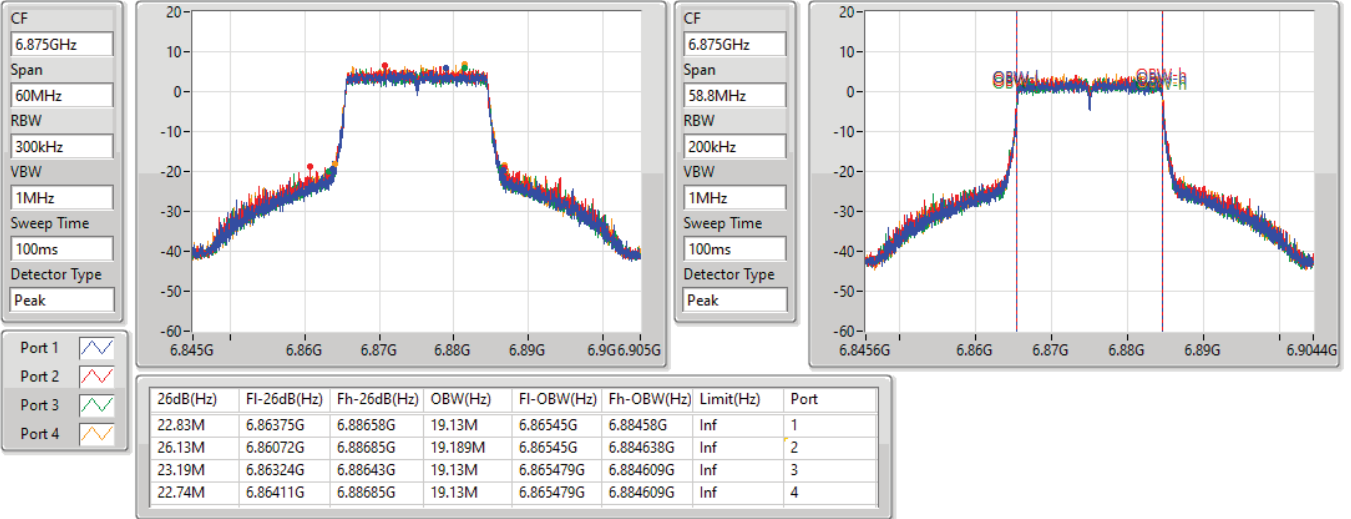 CF
6.875GHz
Span
60MHz
RBW
300kHz
VBW
1MHz
Sweep Time
100ms
Detector Type
Peak
20
10
0
-10
-20
-30
-40
-50
-60
6.845G 6.86G 6.87G 6.88G 6.89G 6.9G 6.905G
CF
6.875GHz
Span
58.8MHz
RBW
200kHz
VBW
1MHz
Sweep Time
100ms
Detector Type
Peak
20
10
0
-10
-20
-30
-40
-50
-60
OBW-h
6.8456G 6.86G 6.87G 6.88G 6.89G 6.9044G
Port 1
Port 2
Port 3
Port 4
26dB(Hz) Fl-26dB(Hz) Fh-26dB(Hz) OBW(Hz) Fl-OBW(Hz) Fh-OBW(Hz) Limit(Hz) Port
22.83M 6.86375G 6.88658G 19.13M 6.86545G 6.88458G Inf 1
26.13M 6.86072G 6.88685G 19.189M 6.86545G 6.884638G Inf 2
23.19M 6.86324G 6.88643G 19.13M 6.865479G 6.884609G Inf 3
22.74M 6.86411G 6.88685G 19.13M 6.865479G 6.884609G Inf 4